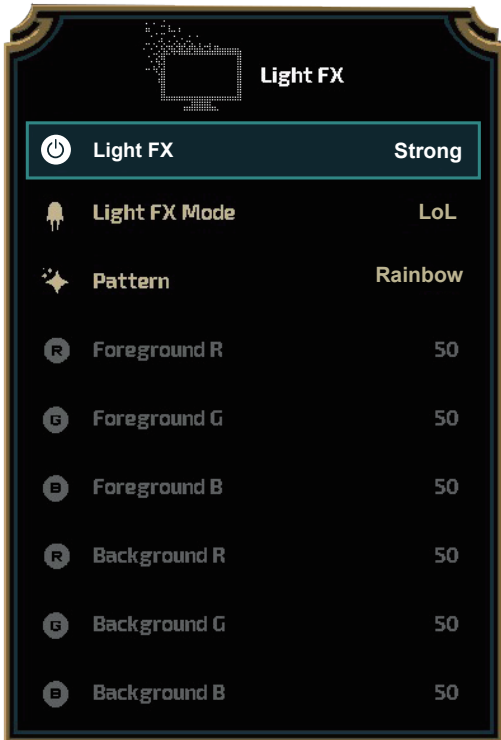 Light FX
Light FX Strong
Light FX Mode LoL
Pattern Rainbow
R Foreground R 50
G Foreground G 50
B Foreground B 50
R Background R 50
G Background G 50
B Background B 50